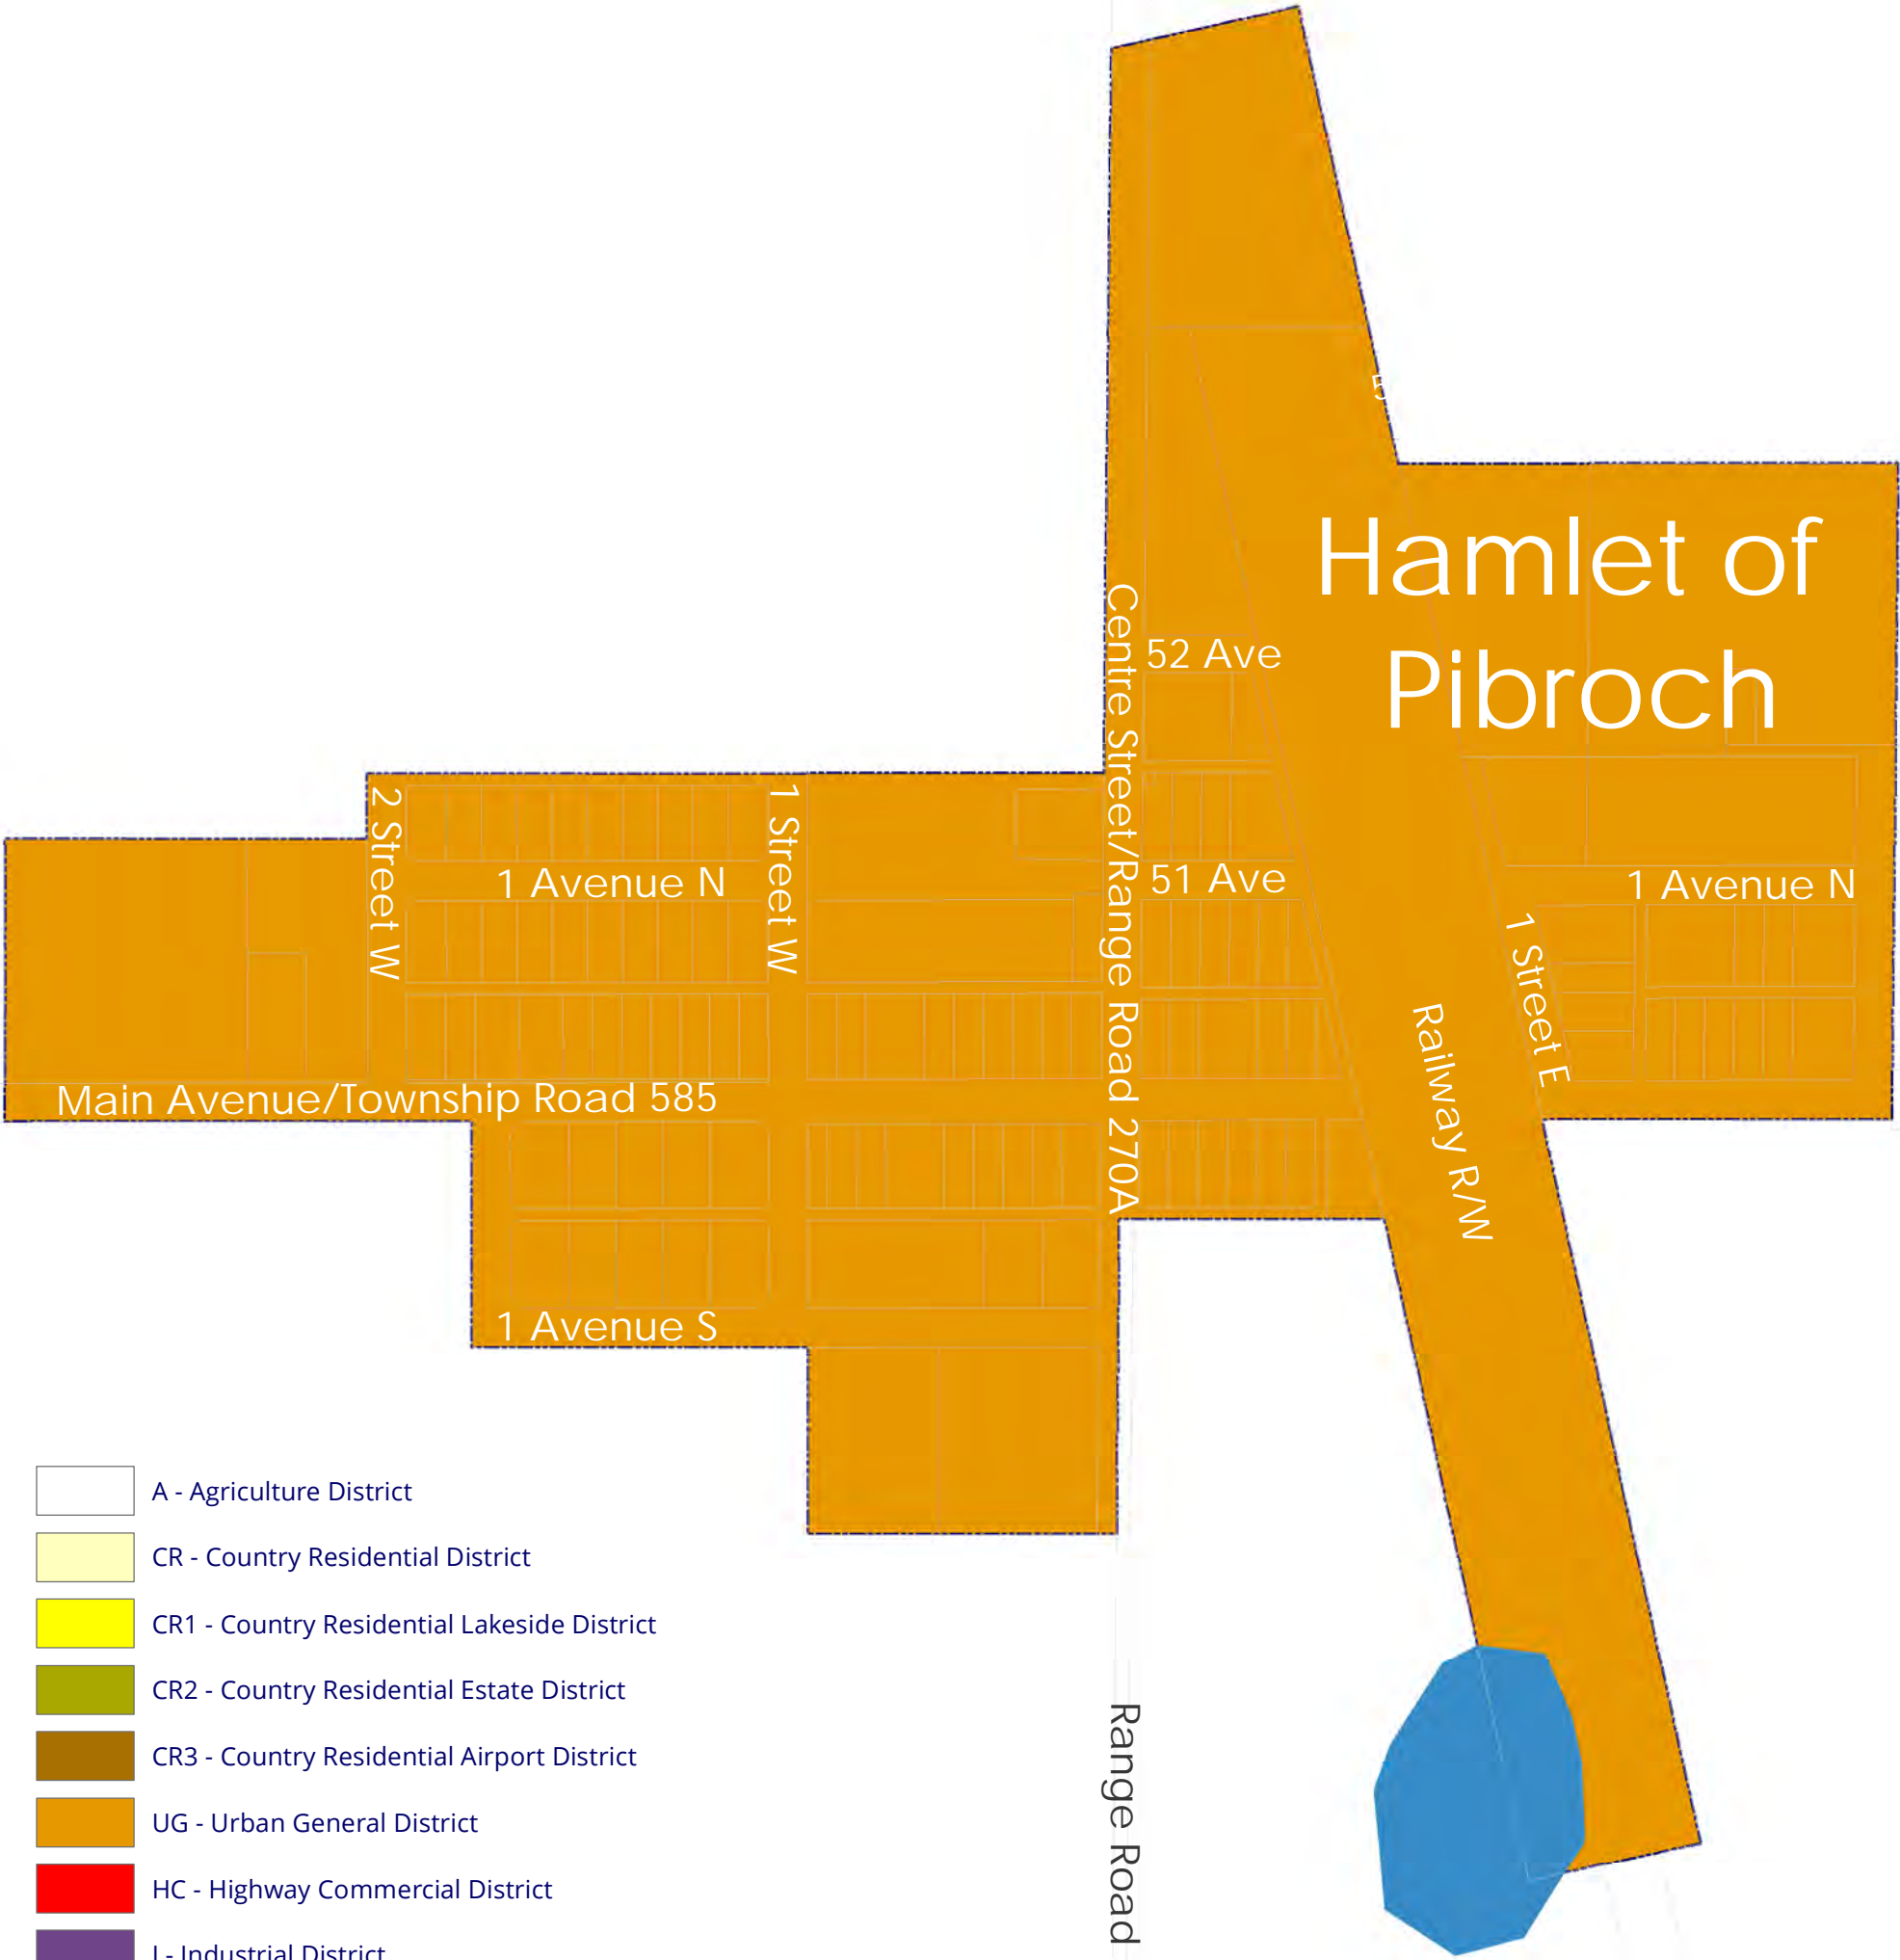 5
Hamlet of
Pibroch
Centre Street/Range Road 270A
52 Ave
2 Street W
1 Street W
1 Avenue N
51 Ave
1 Avenue N
1 Street E
Railway R/W
Main Avenue/Township Road 585
1 Avenue S
A - Agriculture District
CR - Country Residential District
CR1 - Country Residential Lakeside District
CR2 - Country Residential Estate District
CR3 - Country Residential Airport District
UG - Urban General District
HC - Highway Commercial District
I - Industrial District
Range Road